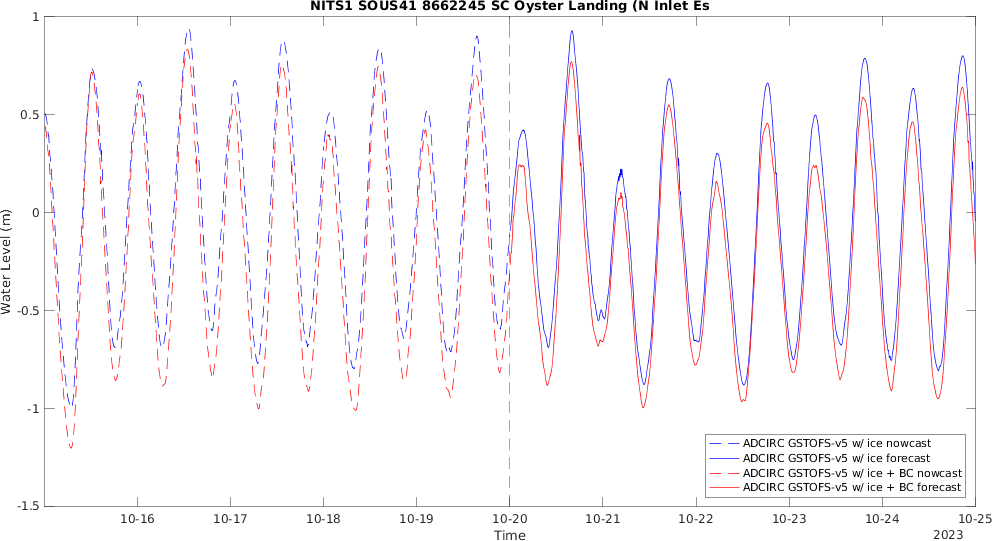 NITS1 SOUS41 8662245 SC Oyster Landing (N Inlet Es
1
0.5
0
-0.5
-1
-1.5
Water Level (m)
10-16
10-17
10-18
10-19
10-20
10-21
10-22
10-23
10-24
10-25
Time
2023
ADCIRC GSTOFS-v5 w/ ice nowcast
ADCIRC GSTOFS-v5 w/ ice forecast
ADCIRC GSTOFS-v5 w/ ice + BC nowcast
ADCIRC GSTOFS-v5 w/ ice + BC forecast